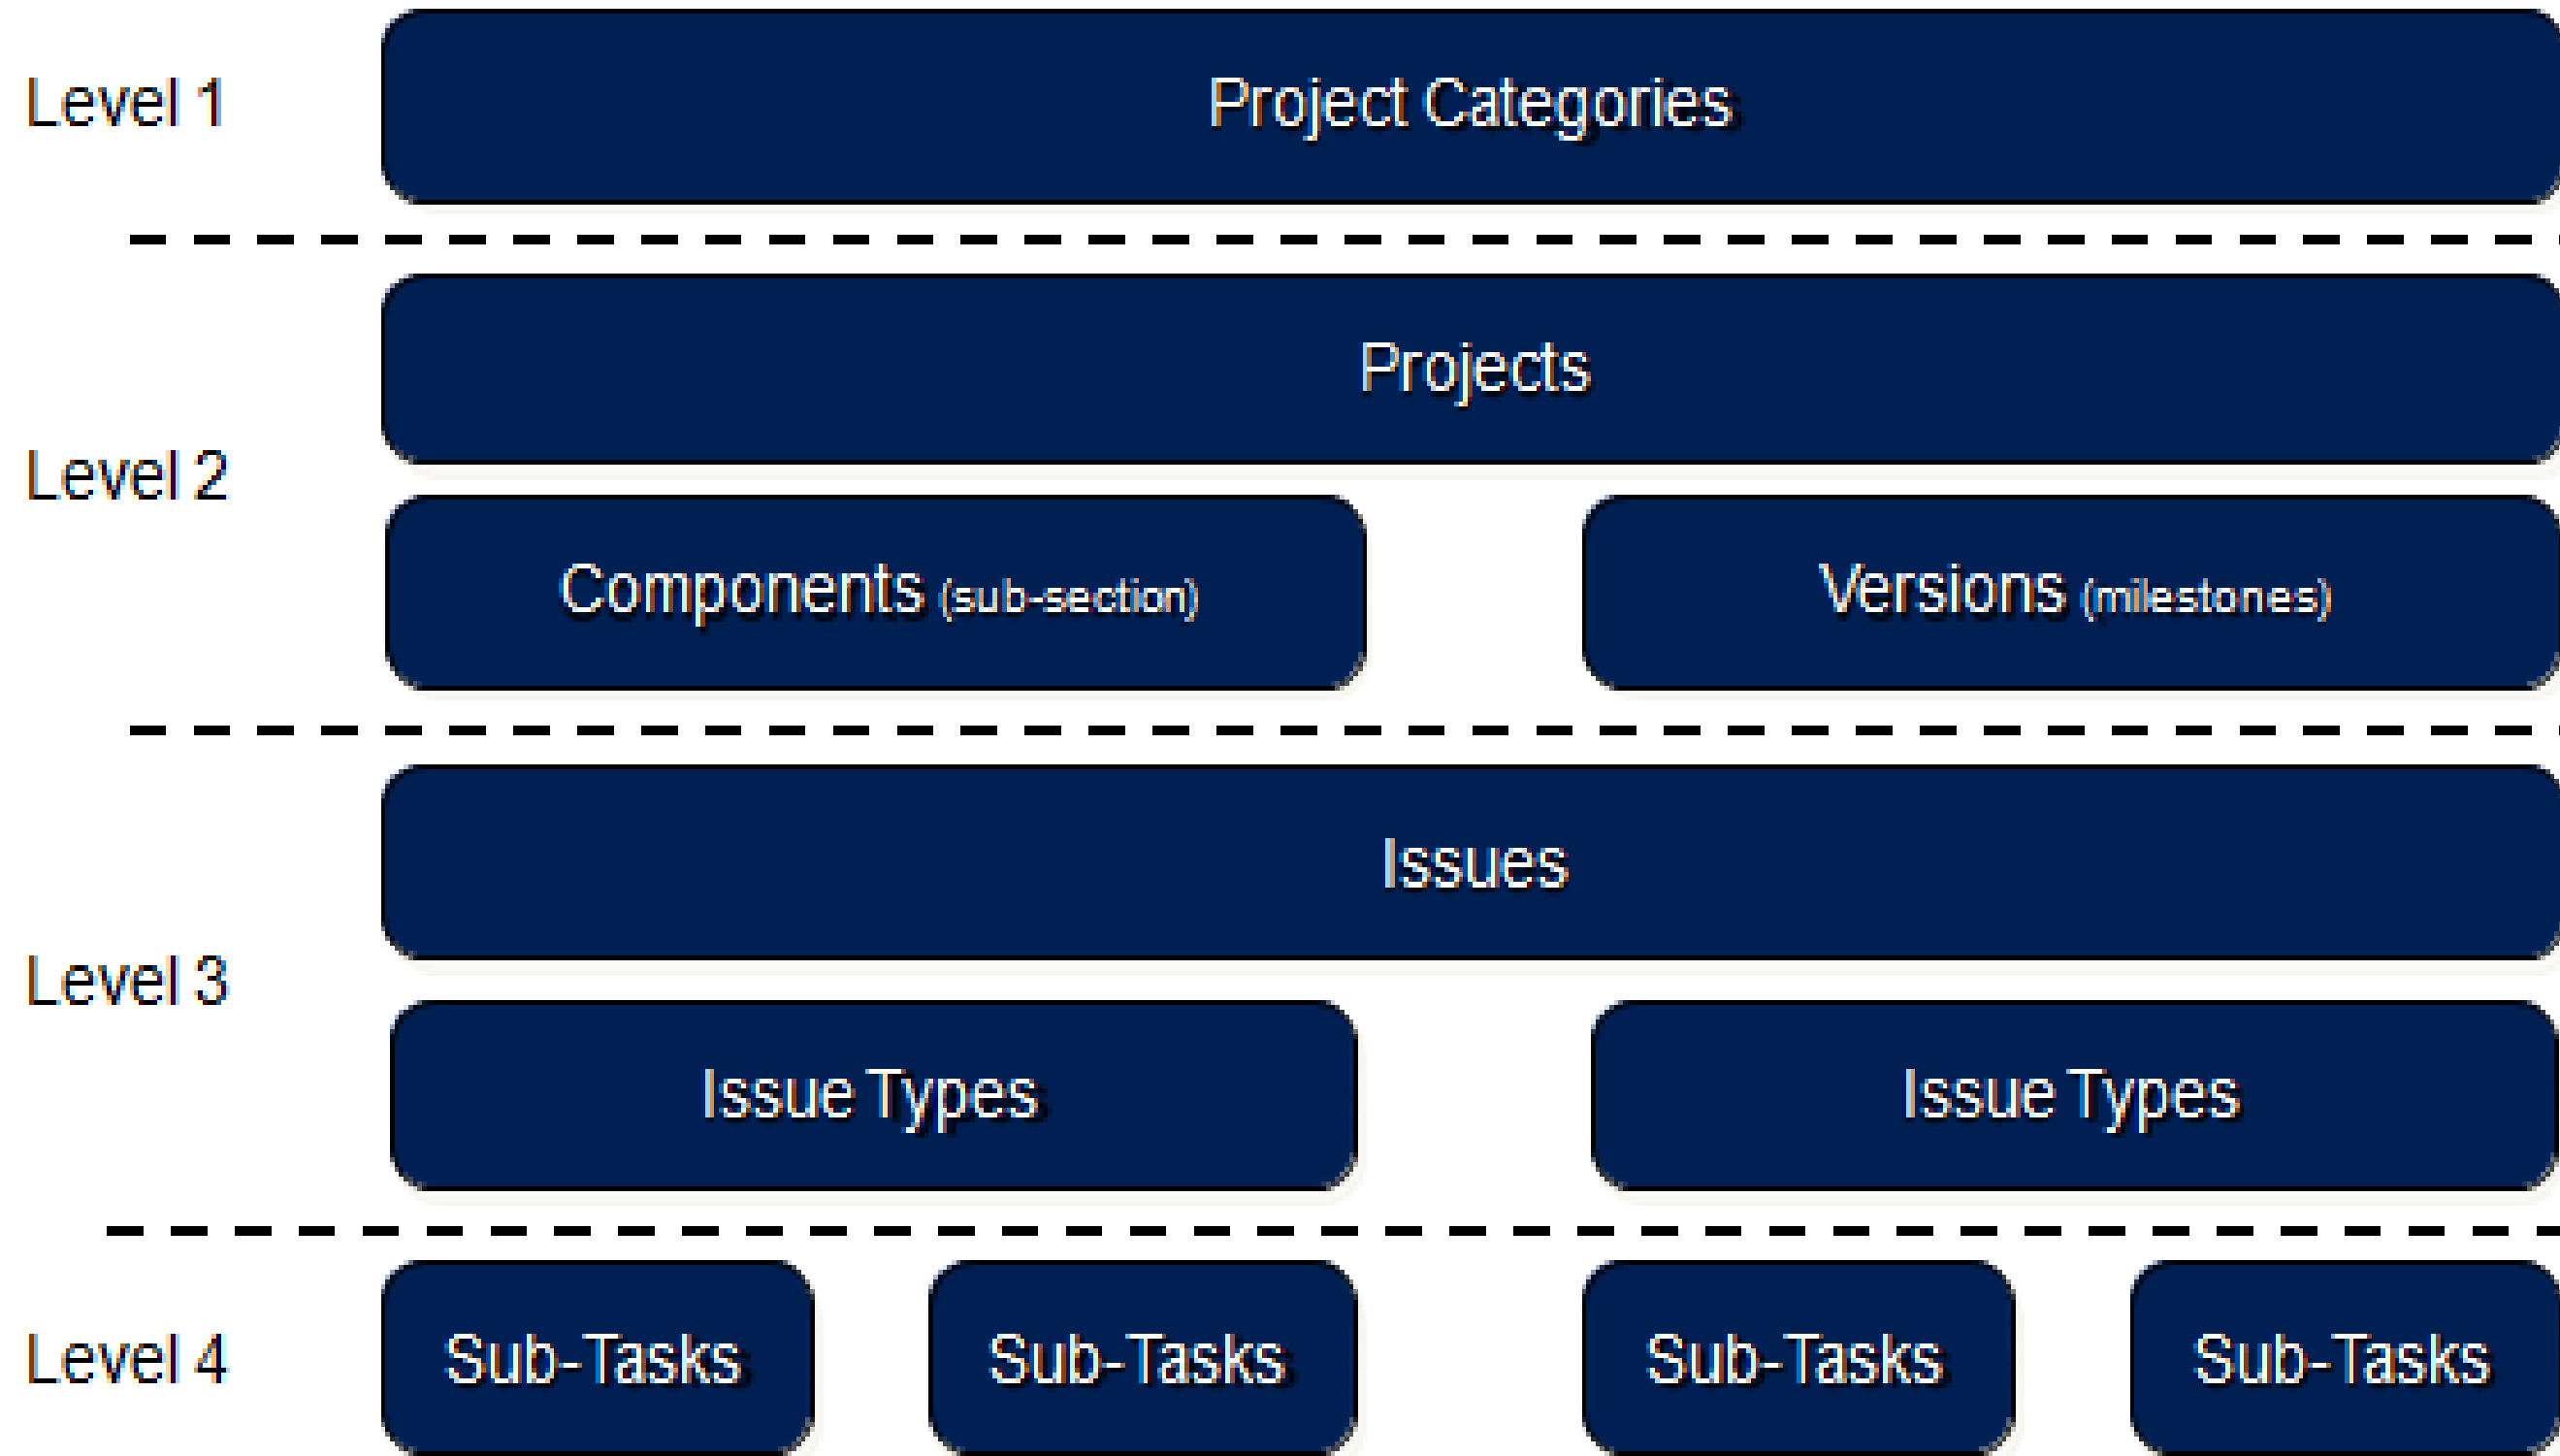 Level 1
Project Categories
Projects
Level 2
Components (sub-section)
Versions (milestones)
Issues
Level 3
Issue Types
Issue Types
Level 4
Sub-Tasks
Sub-Tasks
Sub-Tasks
Sub-Tasks